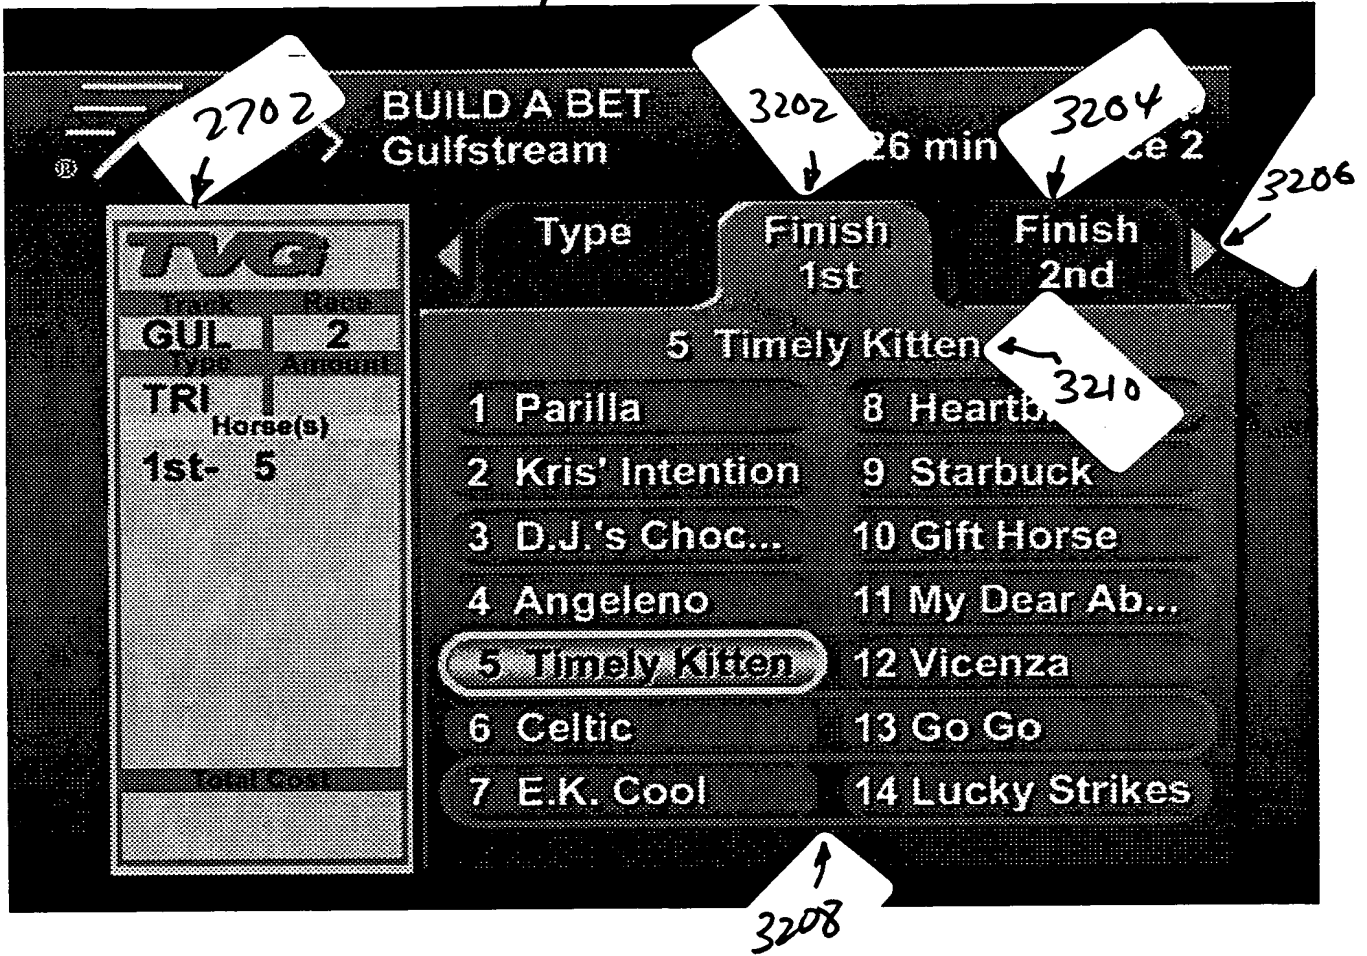 2702
3202
3204
3206
BUILD A BET
Gulfstream
26 min
ce 2
®
TVG
Track Race
GUL 2
Type Amount
TRI
Horse(s)
1st- 5
Total Cost
Type
Finish
1st
Finish
2nd
5 Timely Kitten
3210
1 Parilla
2 Kris' Intention
3 D.J.'s Choc...
4 Angeleno
5 Timely Kitten
6 Celtic
7 E.K. Cool
8 Heartb
9 Starbuck
10 Gift Horse
11 My Dear Ab...
12 Vicenza
13 Go Go
14 Lucky Strikes
3208